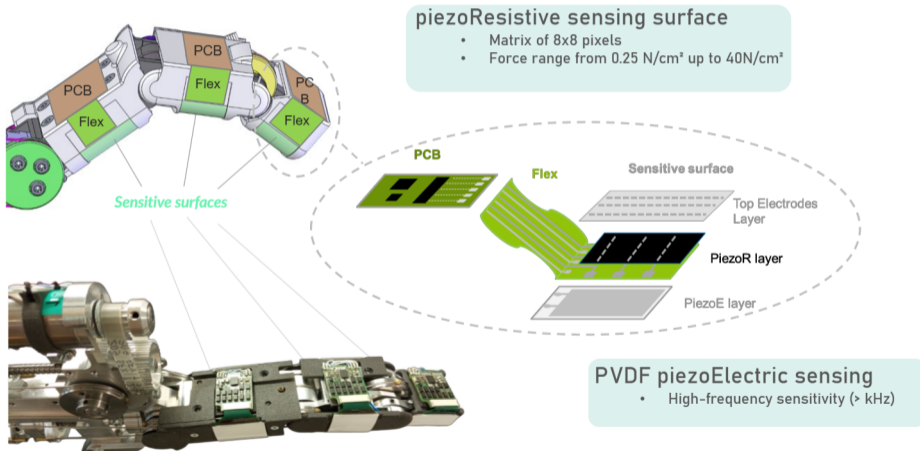 piezoResistive sensing surface
• Matrix of 8x8 pixels
• Force range from 0.25 N/cm² up to 40N/cm²
PCB
PCB
PC
B
Flex
Flex
Flex
Sensitive surfaces
PCB
Flex
Sensitive surface
Top Electrodes
Layer
PiezoR layer
PiezoE layer
PVDF piezoElectric sensing
• High-frequency sensitivity (> kHz)